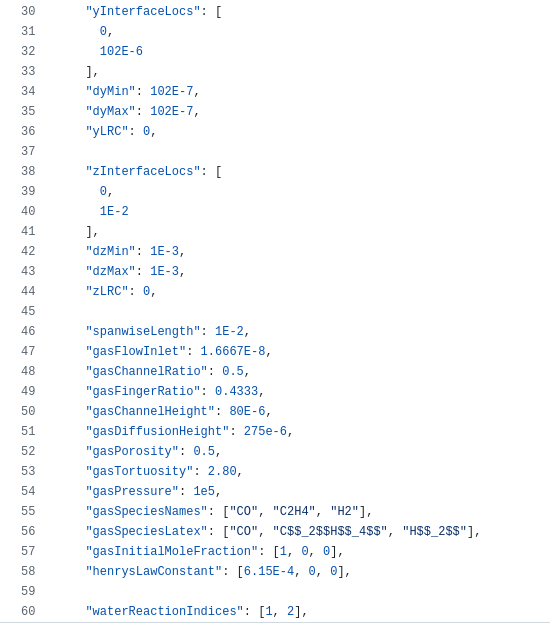 30 "yInterfaceLocs": [
31 0,
32 102E-6
33 ],
34 "dyMin": 102E-7,
35 "dyMax": 102E-7,
36 "yLRC": 0,
37
38 "zInterfaceLocs": [
39 0,
40 1E-2
41 ],
42 "dzMin": 1E-3,
43 "dzMax": 1E-3,
44 "zLRC": 0,
45
46 "spanwiseLength": 1E-2,
47 "gasFlowInlet": 1.6667E-8,
48 "gasChannelRatio": 0.5,
49 "gasFingerRatio": 0.4333,
50 "gasChannelHeight": 80E-6,
51 "gasDiffusionHeight": 275e-6,
52 "gasPorosity": 0.5,
53 "gasTortuosity": 2.80,
54 "gasPressure": 1e5,
55 "gasSpeciesNames": ["CO", "C2H4", "H2"],
56 "gasSpeciesLatex": ["CO", "C$$_2$$H$$_4$$", "H$$_2$$"],
57 "gasInitialMoleFraction": [1, 0, 0],
58 "henrysLawConstant": [6.15E-4, 0, 0],
59
60 "waterReactionIndices": [1, 2],